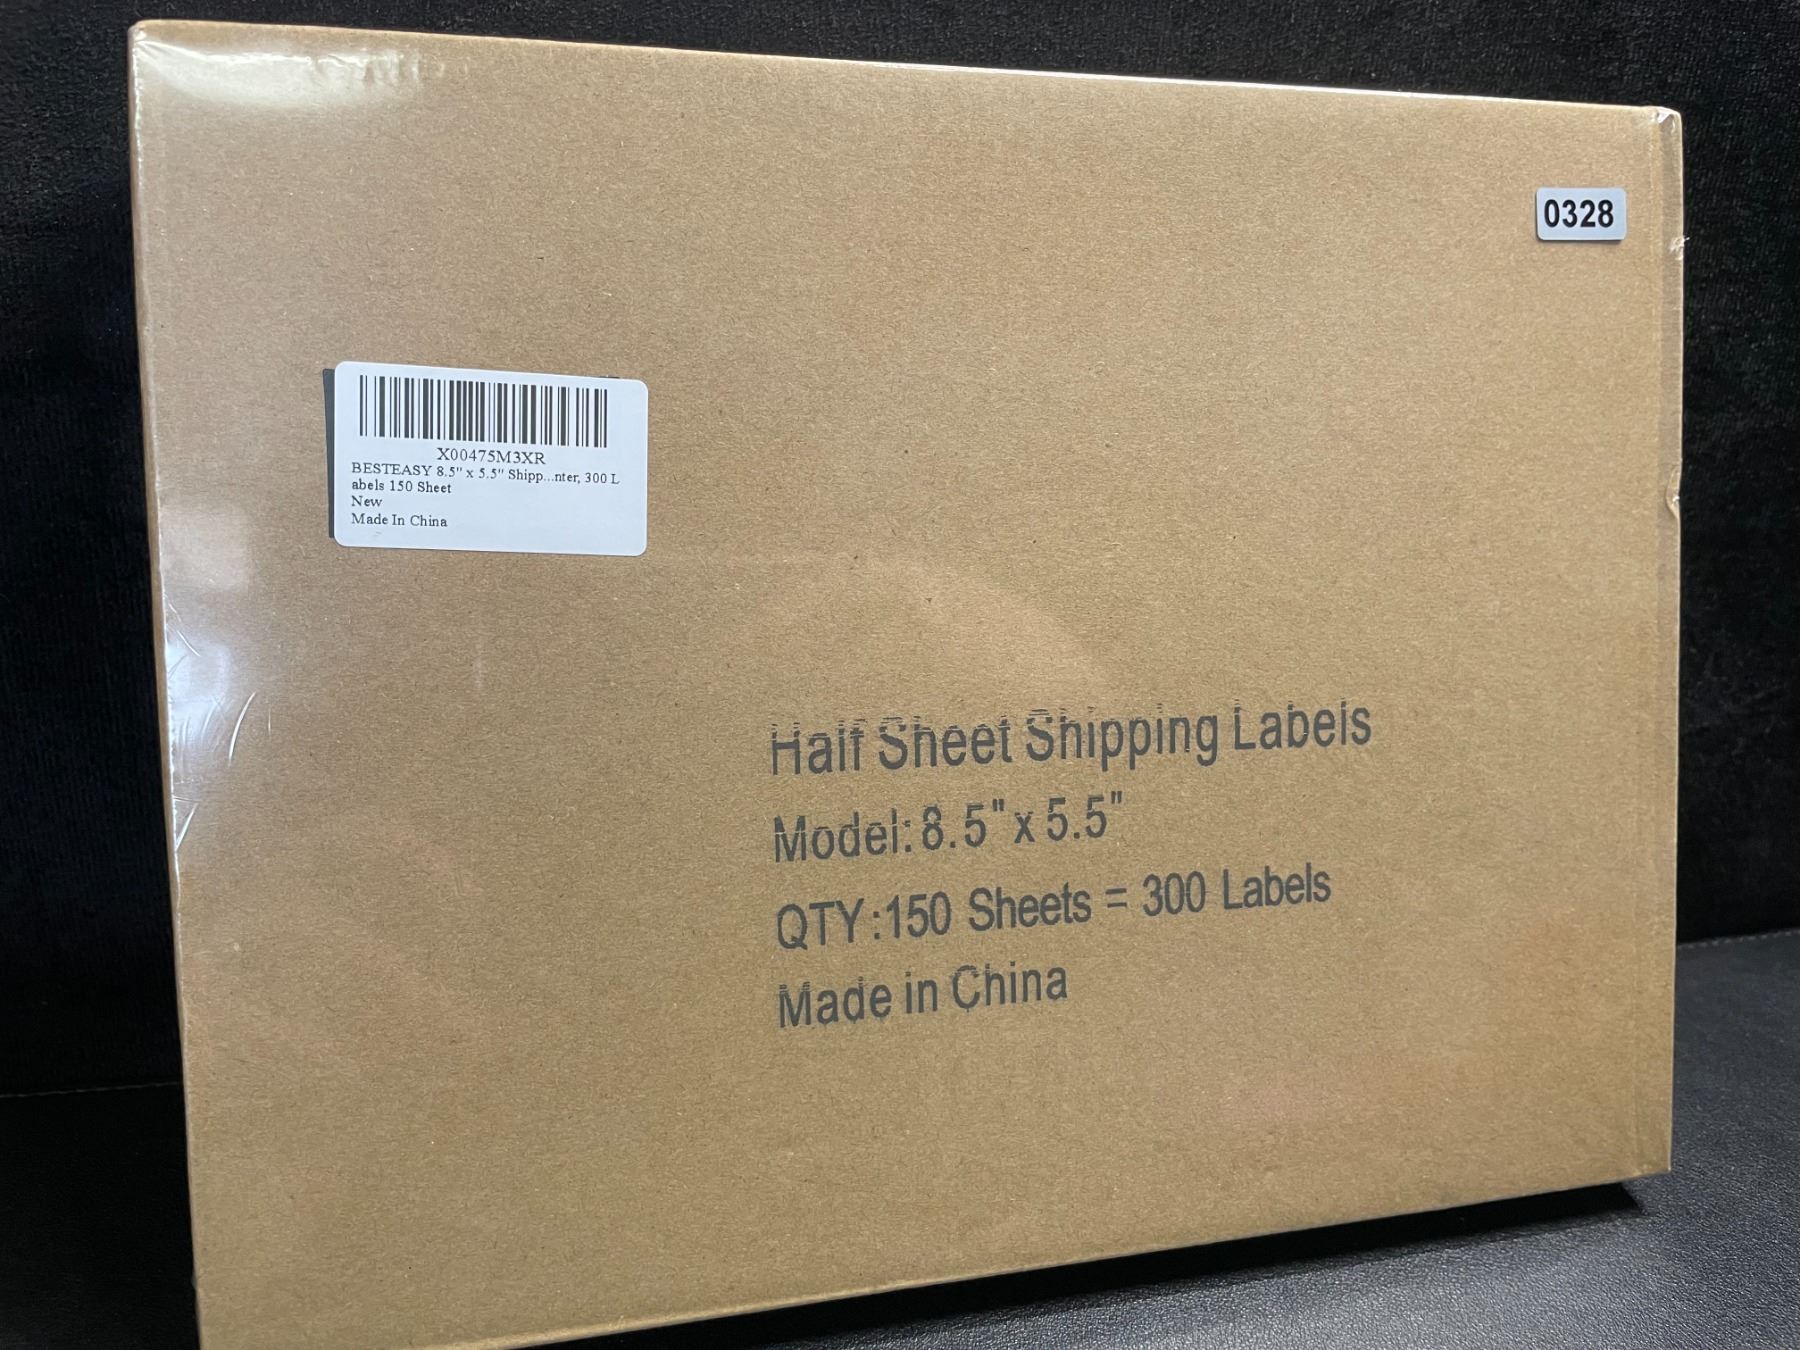 0328
X00475M3XR
BESTEASY 8.5" x 5.5" Shipp...nter, 300 L
abels 150 Sheet
New
Made In China
Half Sheet Shipping Labels
Model: 8.5" x 5.5"
QTY:150 Sheets = 300 Labels
Made in China